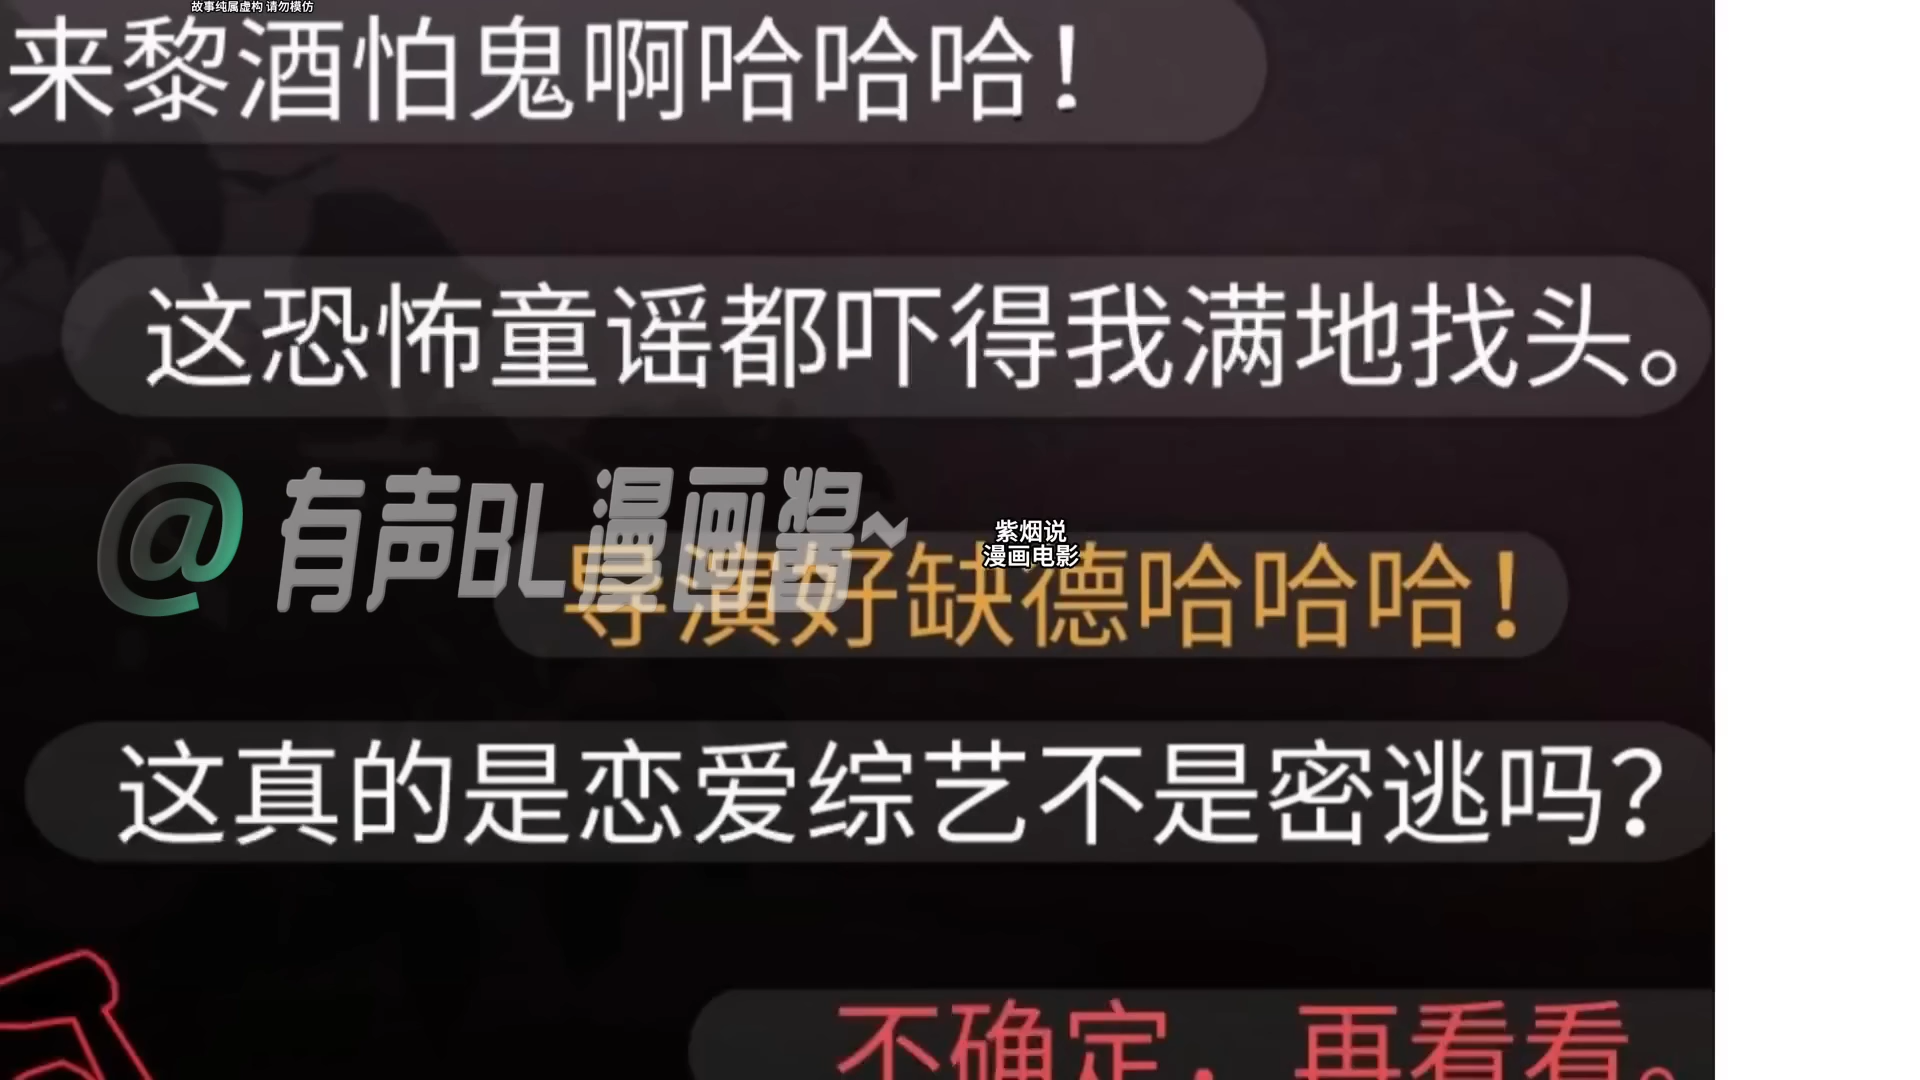 故事纯属虚构 请勿模仿
来黎酒怕鬼啊哈哈哈！
这恐怖童谣都吓得我满地找头。
@有声BL漫画酱~
紫烟说
漫画电影
导演好缺德哈哈哈！
这真的是恋爱综艺不是密逃吗？
不确定，再看看。